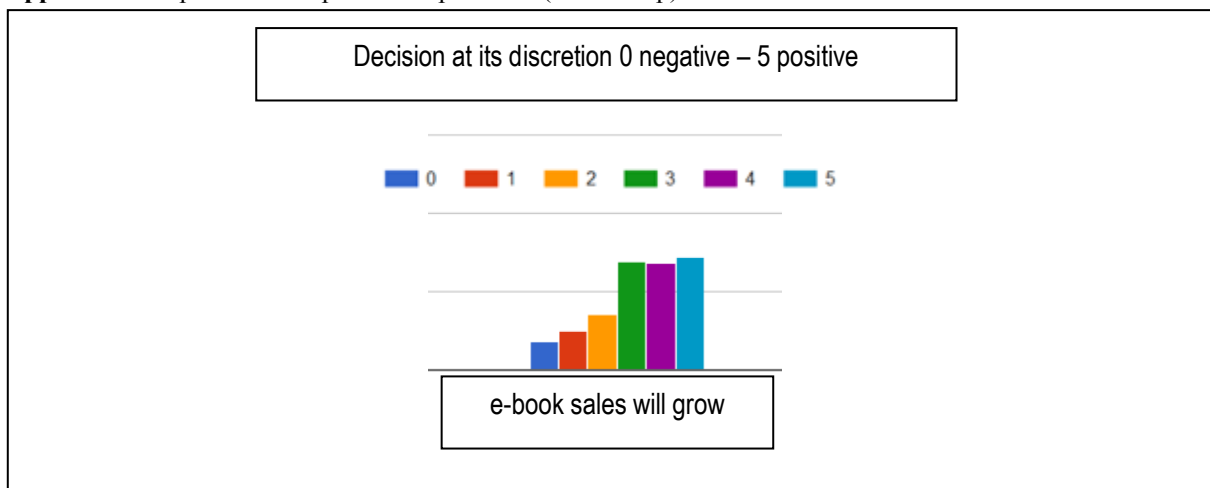 Decision at its discretion 0 negative – 5 positive
0 1 2 3 4 5
e-book sales will grow